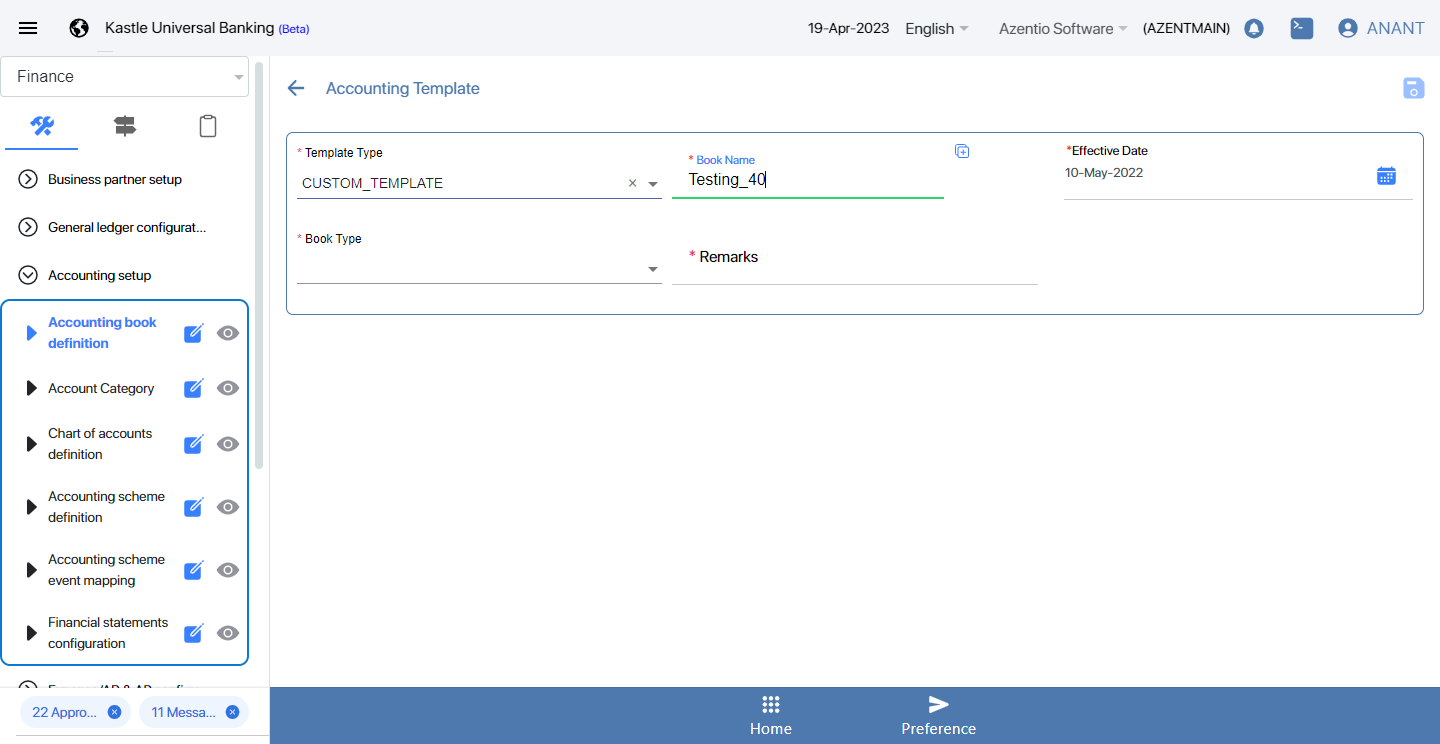 Kastle Universal Banking (Beta)
19-Apr-2023
English
Azentio Software
(AZENTMAIN)
ANANT
Finance
Business partner setup
General ledger configurat...
Accounting setup
Accounting book
definition
Account Category
Chart of accounts
definition
Accounting scheme
definition
Accounting scheme
event mapping
Financial statements
configuration
22 Appro...
11 Messa...
Accounting Template
* Template Type
CUSTOM_TEMPLATE
* Book Name
Testing_40
*Effective Date
10-May-2022
* Book Type
* Remarks
Home
Preference